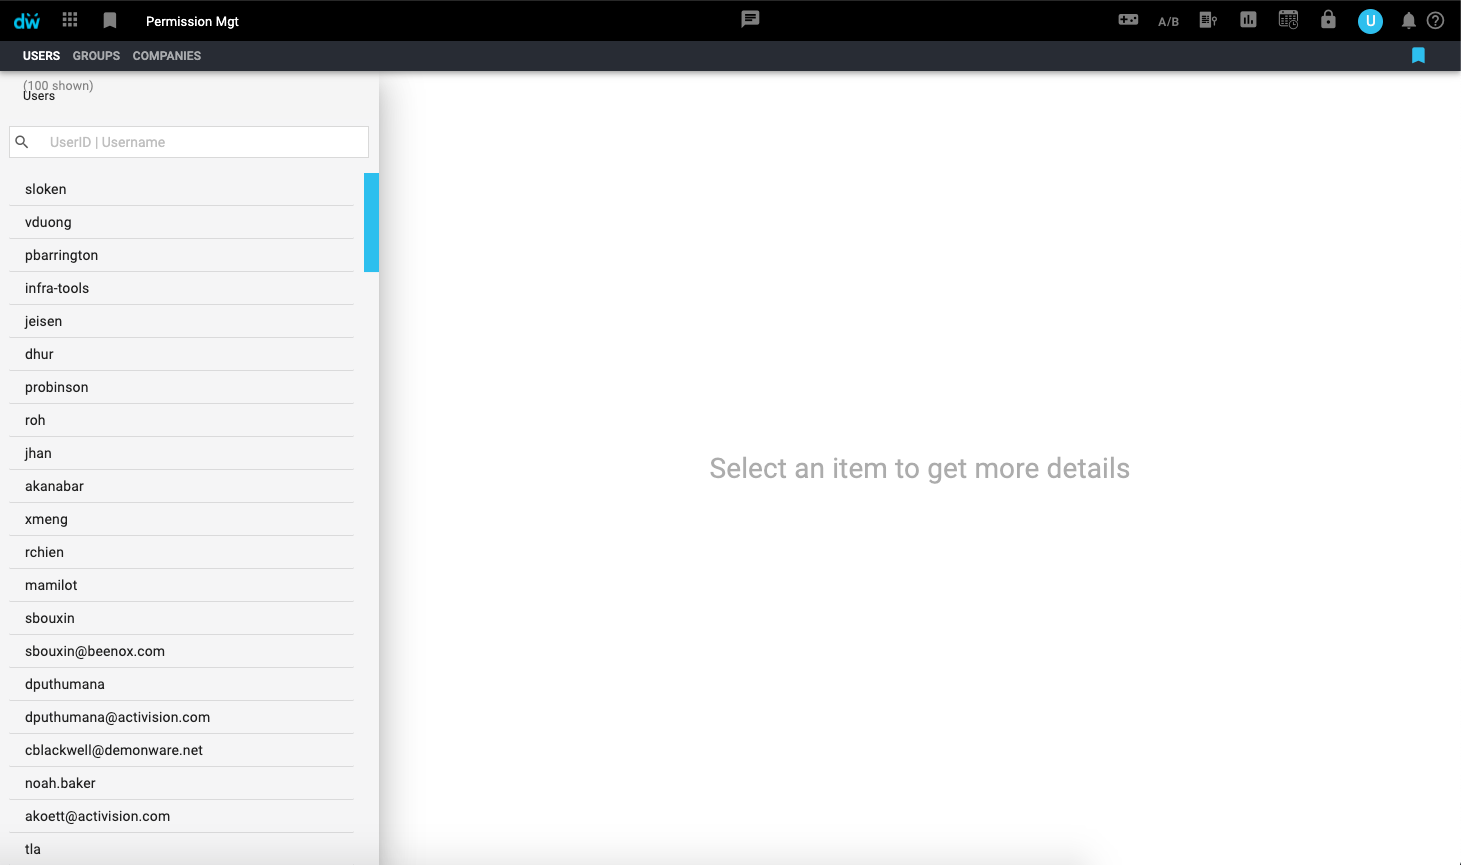 dw Permission Mgt A/B U
USERS GROUPS COMPANIES
(100 shown)
Users
UserID | Username
sloken
vduong
pbarrington
infra-tools
jeisen
dhur
probinson
roh
jhan
akanabar
xmeng
rchien
mamilot
sbouxin
sbouxin@beenox.com
dputhumana
dputhumana@activision.com
cblackwell@demonware.net
noah.baker
akoett@activision.com
tla
Select an item to get more details